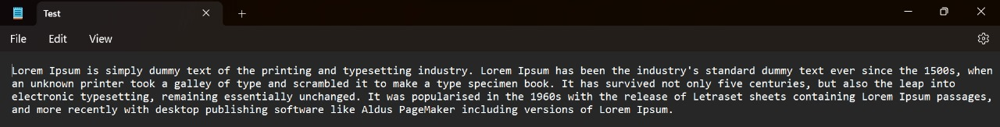 Test
File Edit View
Lorem Ipsum is simply dummy text of the printing and typesetting industry. Lorem Ipsum has been the industry's standard dummy text ever since the 1500s, when
an unknown printer took a galley of type and scrambled it to make a type specimen book. It has survived not only five centuries, but also the leap into
electronic typesetting, remaining essentially unchanged. It was popularised in the 1960s with the release of Letraset sheets containing Lorem Ipsum passages,
and more recently with desktop publishing software like Aldus PageMaker including versions of Lorem Ipsum.